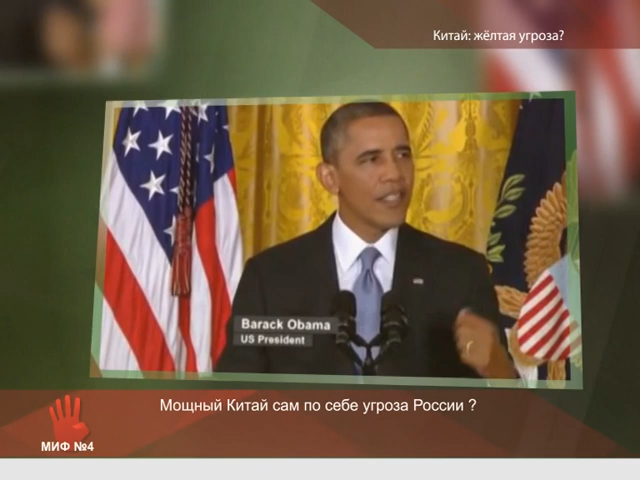 Китай: жёлтая угроза?
Barack Obama
US President
Мощный Китай сам по себе угроза России ?
МИФ №4